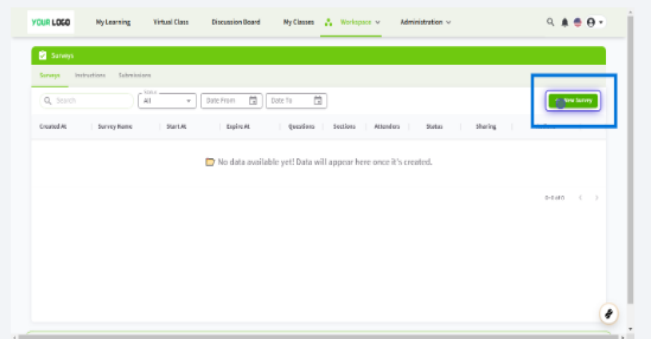 YOUR LOGO My Learning Virtual Class Discussion Board My Classes Workspace Administration
Surveys
Surveys Instructions Submissions
Search Status All Date From Date To New Survey
Created At Survey Name Start At Expire At Questions Sections Attenders Status Sharing
No data available yet! Data will appear here once it's created.
0-0 of 0